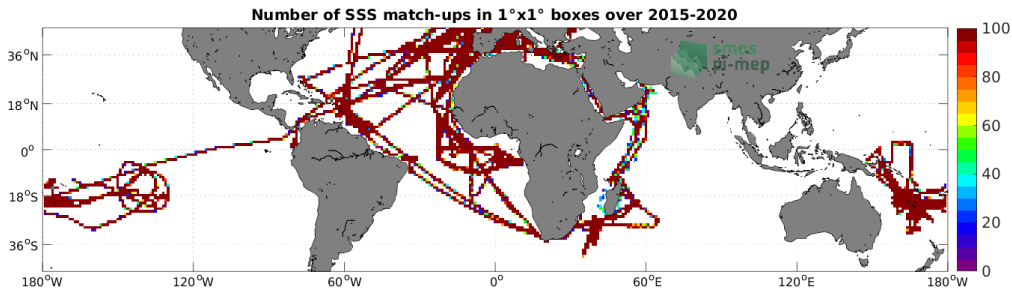 Number of SSS match-ups in 1°x1° boxes over 2015-2020
36°N
18°N
0°
18°S
36°S
180°W
120°W
60°W
0°
60°E
120°E
180°W
100
80
60
40
20
0
smos
pi-mep